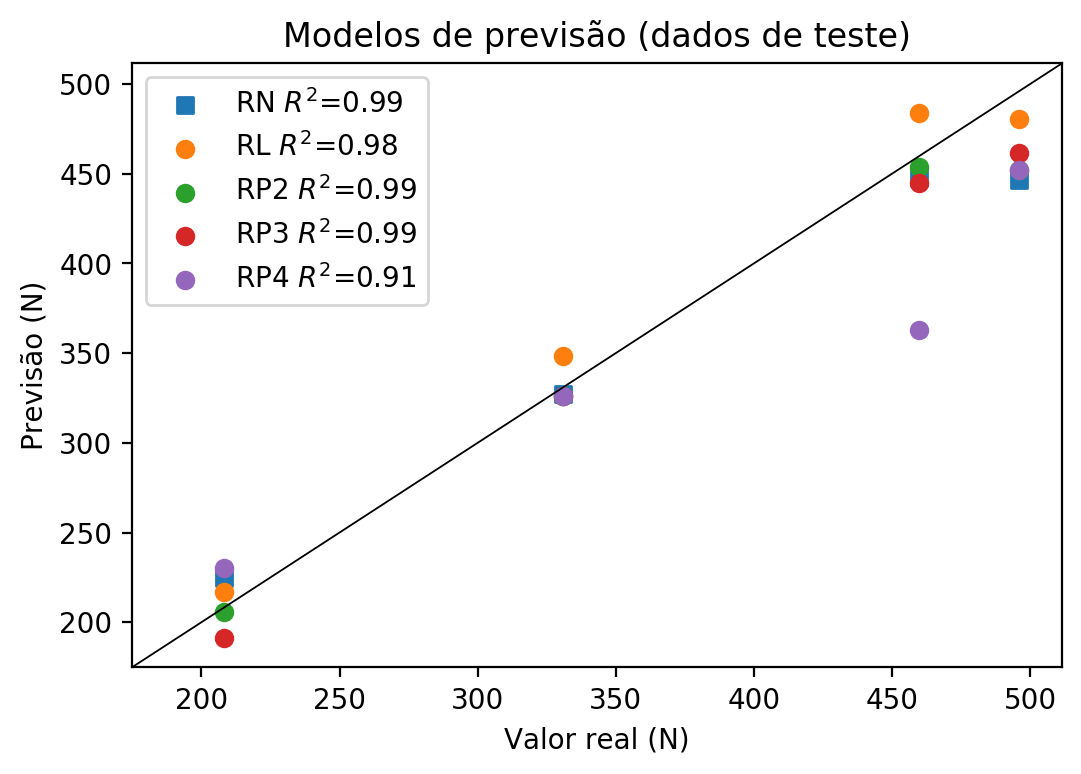 Modelos de previsão (dados de teste)
RN R²=0.99
RL R²=0.98
RP2 R²=0.99
RP3 R²=0.99
RP4 R²=0.91
500
450
400
350
300
250
200
Previsão (N)
200
250
300
350
400
450
500
Valor real (N)